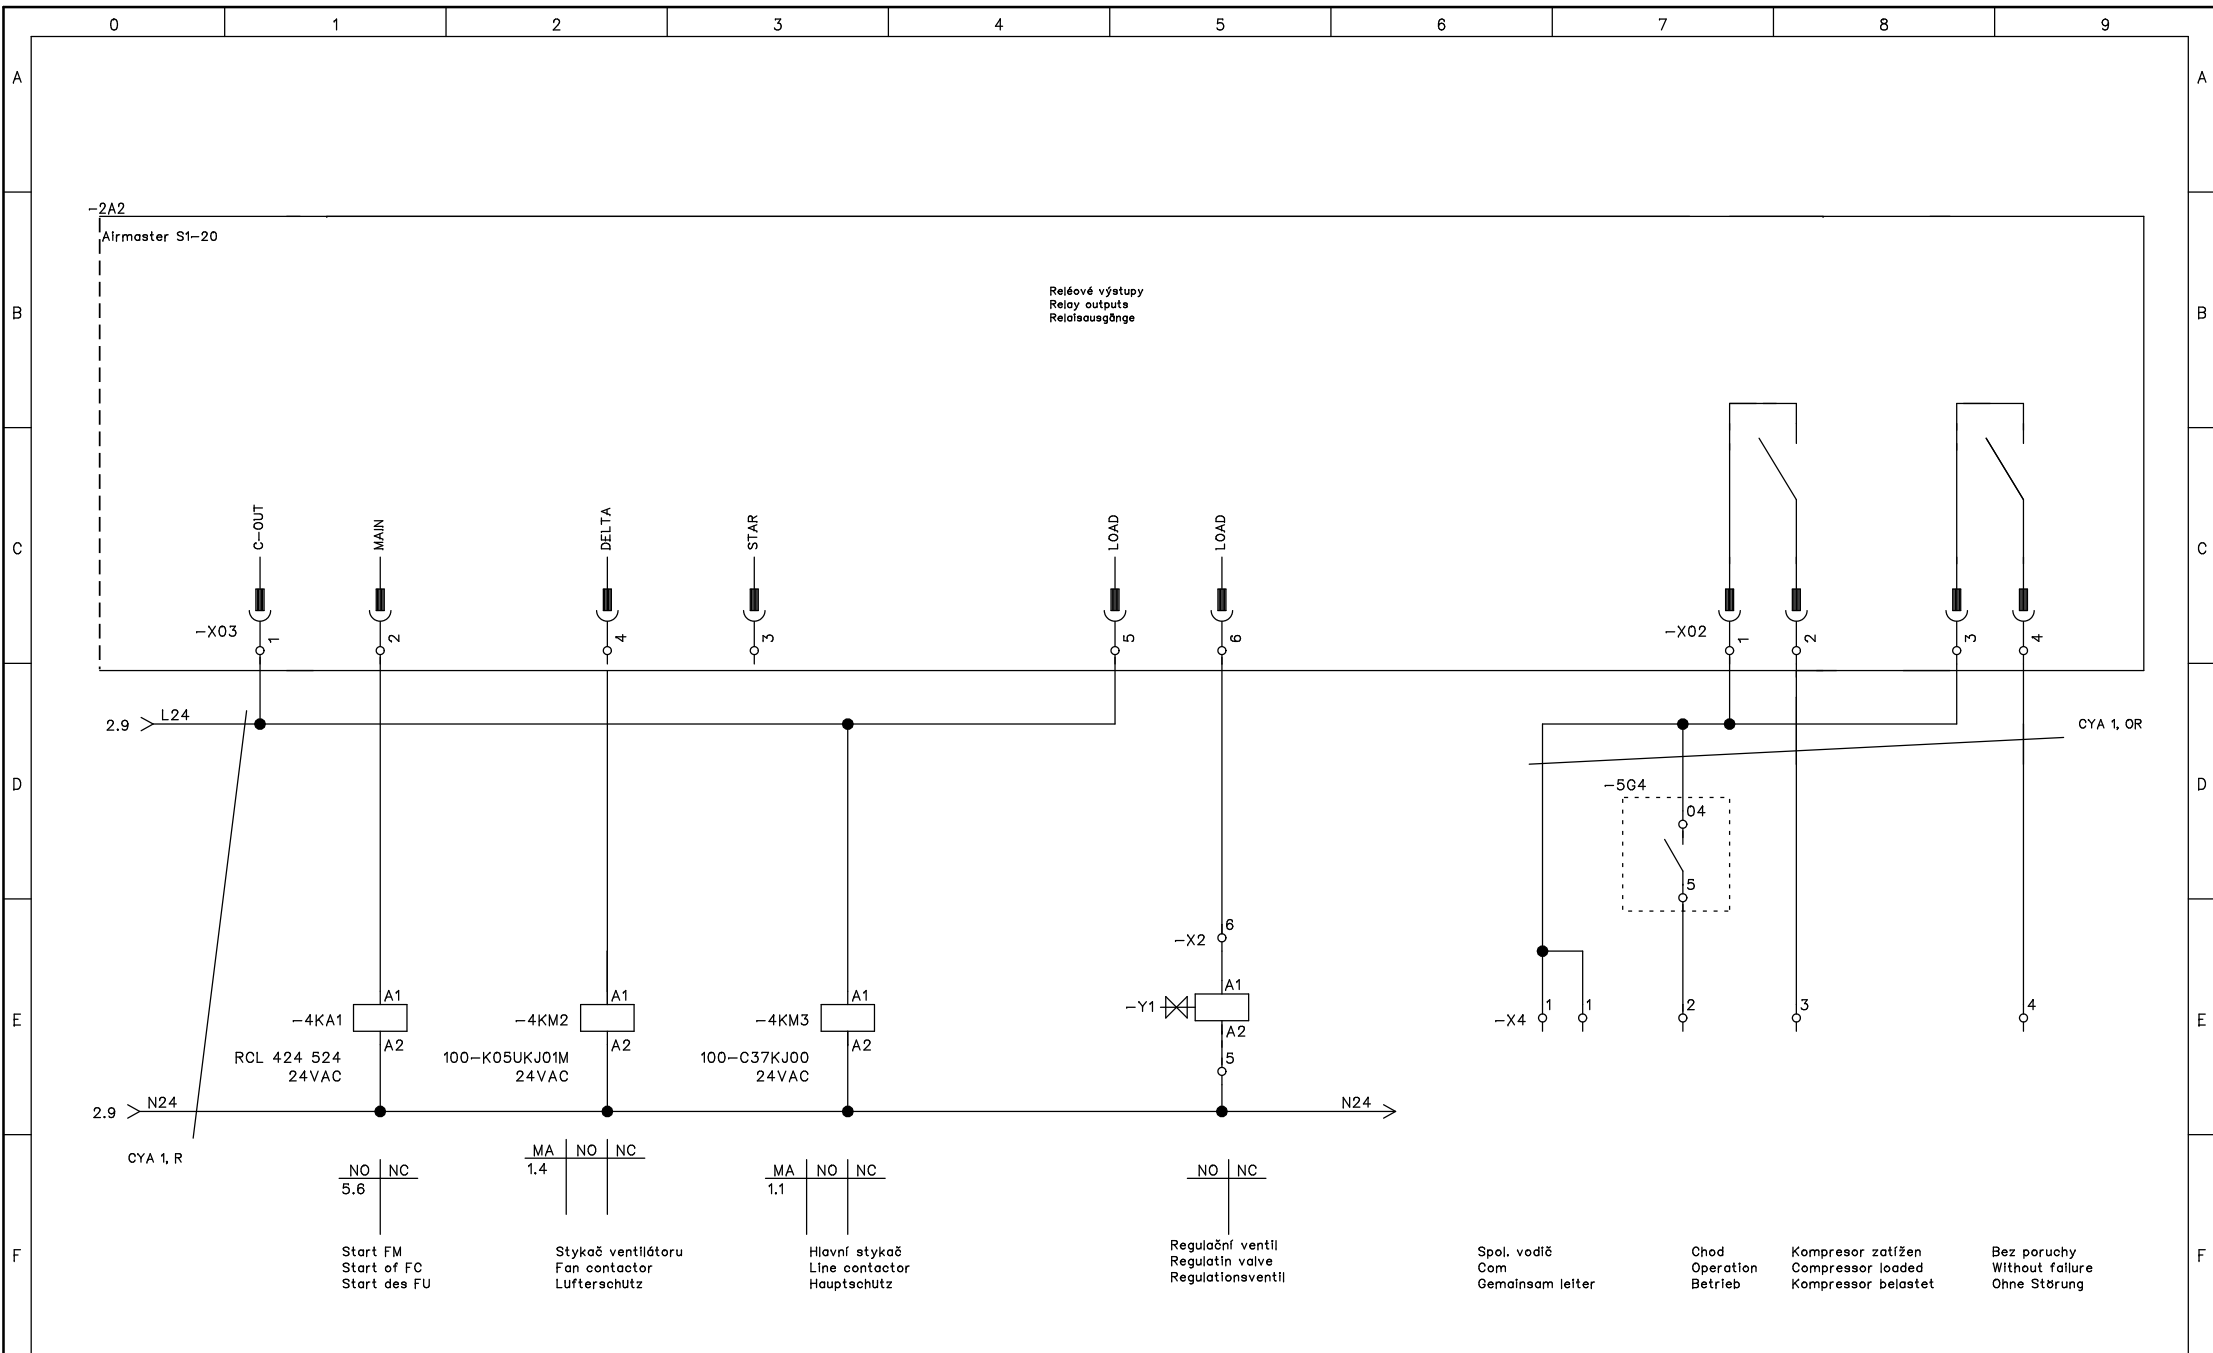 0 1 2 3 4 5 6 7 8 9
A A
-2A2
Airmaster S1-20
Reléové výstupy
Relay outputs
Relaisausgänge
B B
C-OUT
MAIN
DELTA
STAR
LOAD
LOAD
C C
-X03 1 2 4 3 5 6
-X02 1 2 3 4
2.9 L24
CYA 1, OR
D D
-5G4
04
5
-X2 6
-4KA1 A1 A2
RCL 424 524
24VAC
-4KM2 A1 A2
100-K05UKJ01M
24VAC
-4KM3 A1 A2
100-C37KJ00
24VAC
-Y1 A1 A2
5
-X4 1 1 2 3 4
E E
2.9 N24 N24
CYA 1, R
NO NC
5.6
MA NO NC
1.4
MA NO NC
1.1
NO NC
F F
Start FM
Start of FC
Start des FU
Stykač ventilátoru
Fan contactor
Lufterschutz
Hlavní stykač
Line contactor
Hauptschutz
Regulační ventil
Regulatin valve
Regulationsventil
Spol. vodič
Com
Gemainsam leiter
Chod
Operation
Betrieb
Kompresor zatížen
Compressor loaded
Kompressor belastet
Bez poruchy
Without failure
Ohne Störung